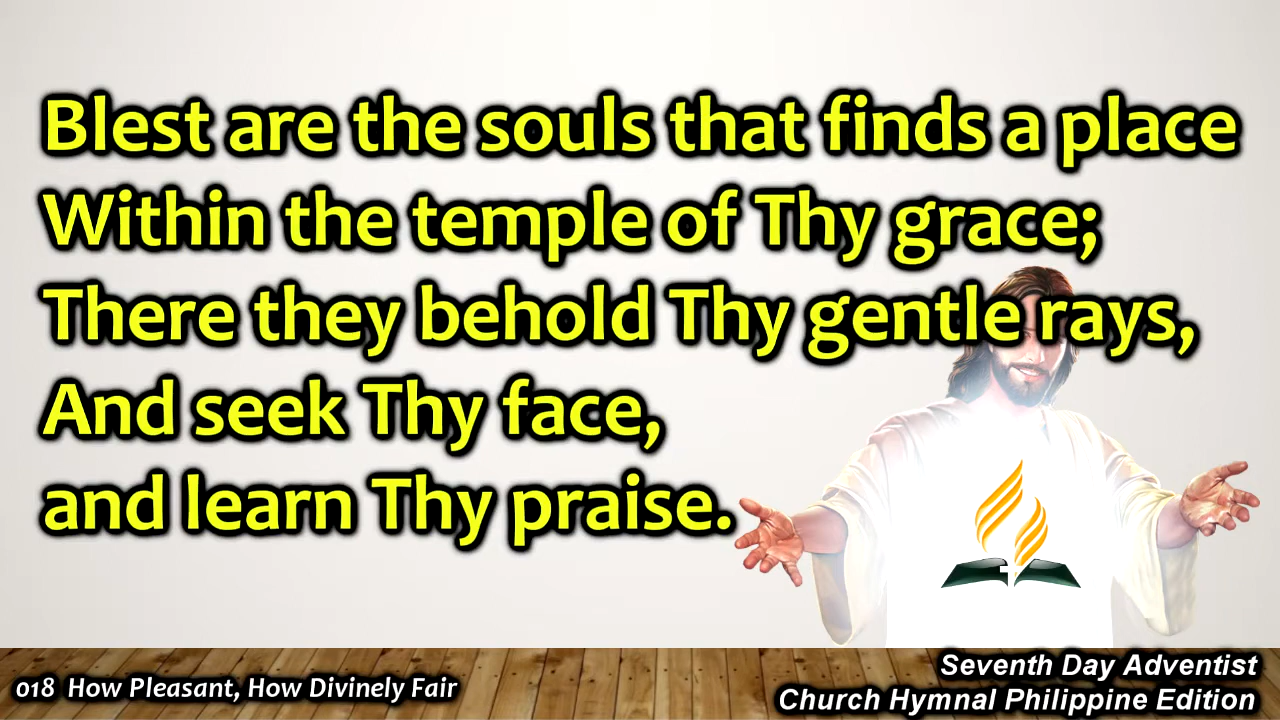 Blest are the souls that finds a place
Within the temple of Thy grace;
There they behold Thy gentle rays,
And seek Thy face,
and learn Thy praise.
018 How Pleasant, How Divinely Fair
Seventh Day Adventist
Church Hymnal Philippine Edition